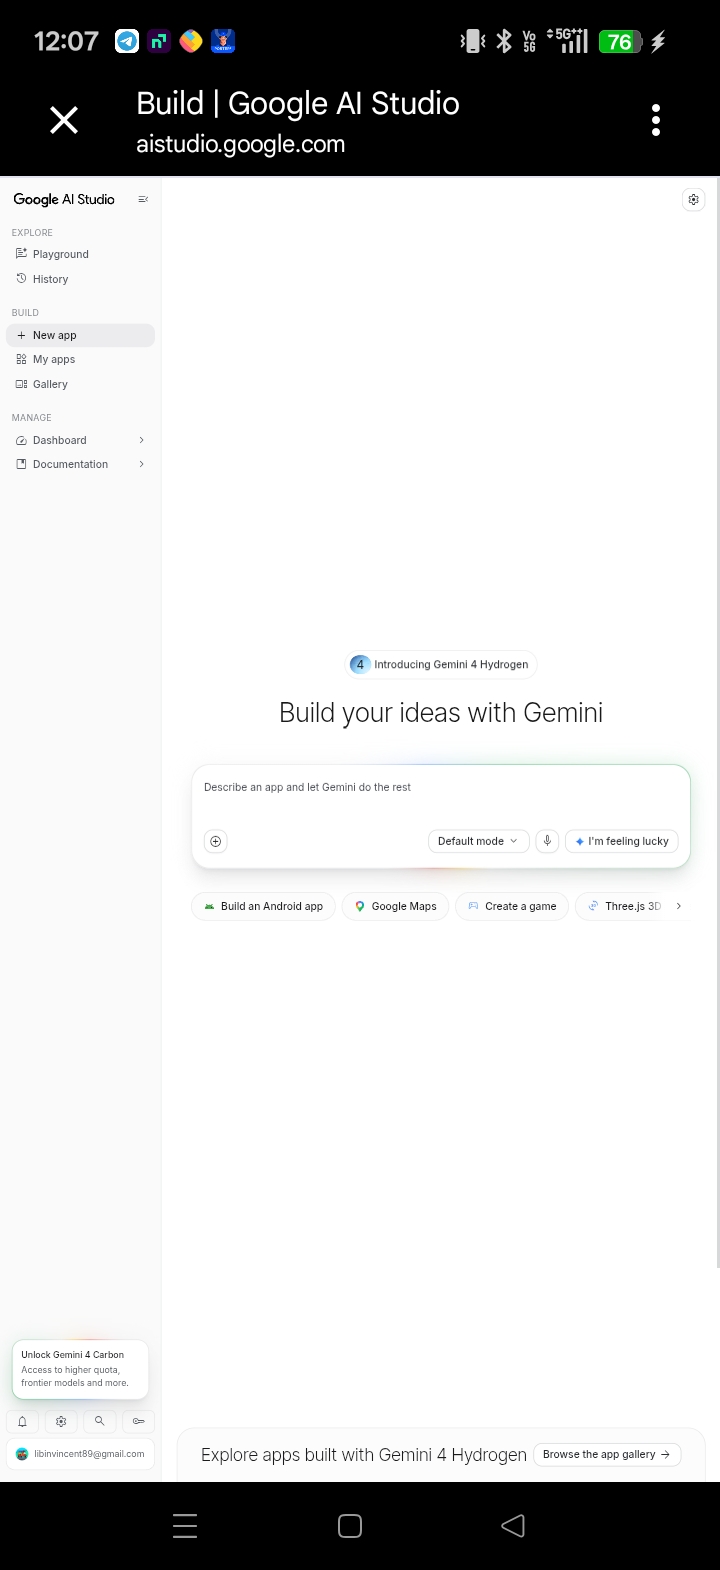 12:07
Vo
5G
5G++
76
Build | Google AI Studio
aistudio.google.com
Google AI Studio
EXPLORE
Playground
History
BUILD
New app
My apps
Gallery
MANAGE
Dashboard
Documentation
4 Introducing Gemini 4 Hydrogen
Build your ideas with Gemini
Describe an app and let Gemini do the rest
Default mode
I'm feeling lucky
Build an Android app
Google Maps
Create a game
Three.js 3D
Unlock Gemini 4 Carbon
Access to higher quota,
frontier models and more.
libinvincent89@gmail.com
Explore apps built with Gemini 4 Hydrogen
Browse the app gallery →